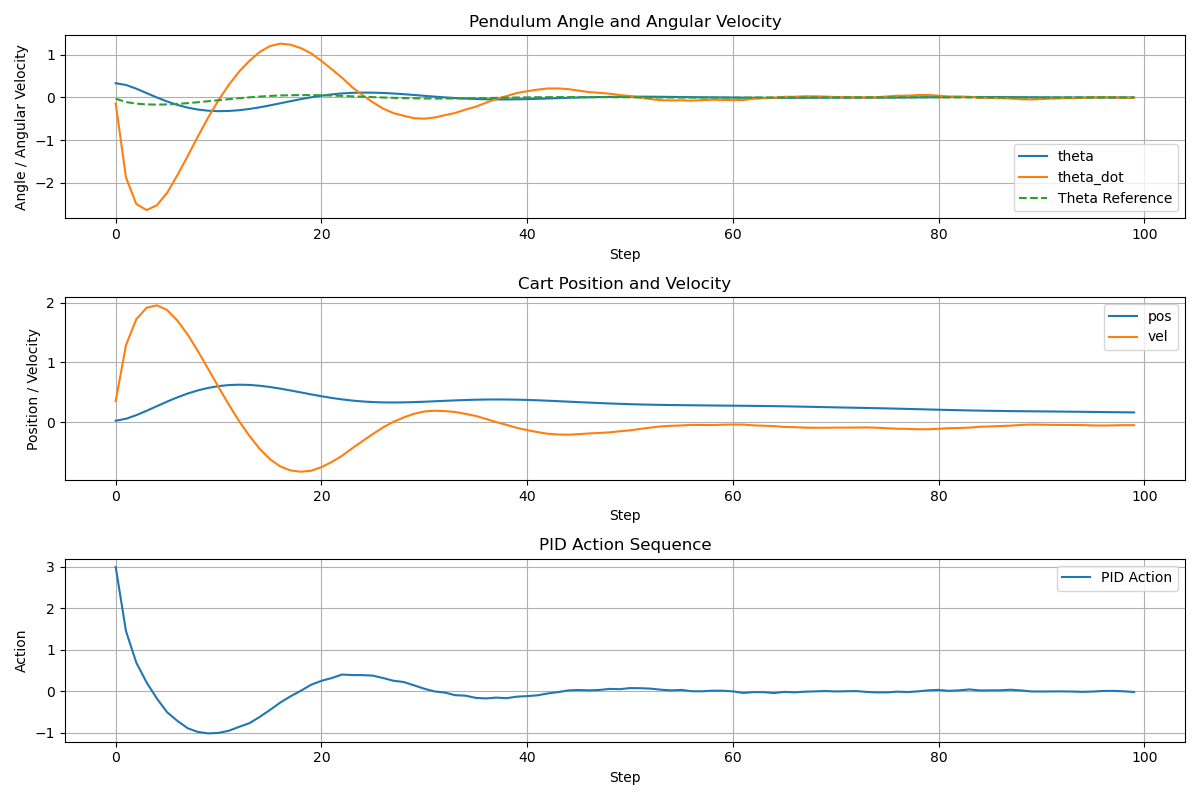 Pendulum Angle and Angular Velocity
Angle / Angular Velocity
1
0
−1
−2
theta
theta_dot
Theta Reference
0 20 40 60 80 100
Step
Cart Position and Velocity
Position / Velocity
2
1
0
pos
vel
0 20 40 60 80 100
Step
PID Action Sequence
Action
3
2
1
0
−1
PID Action
0 20 40 60 80 100
Step